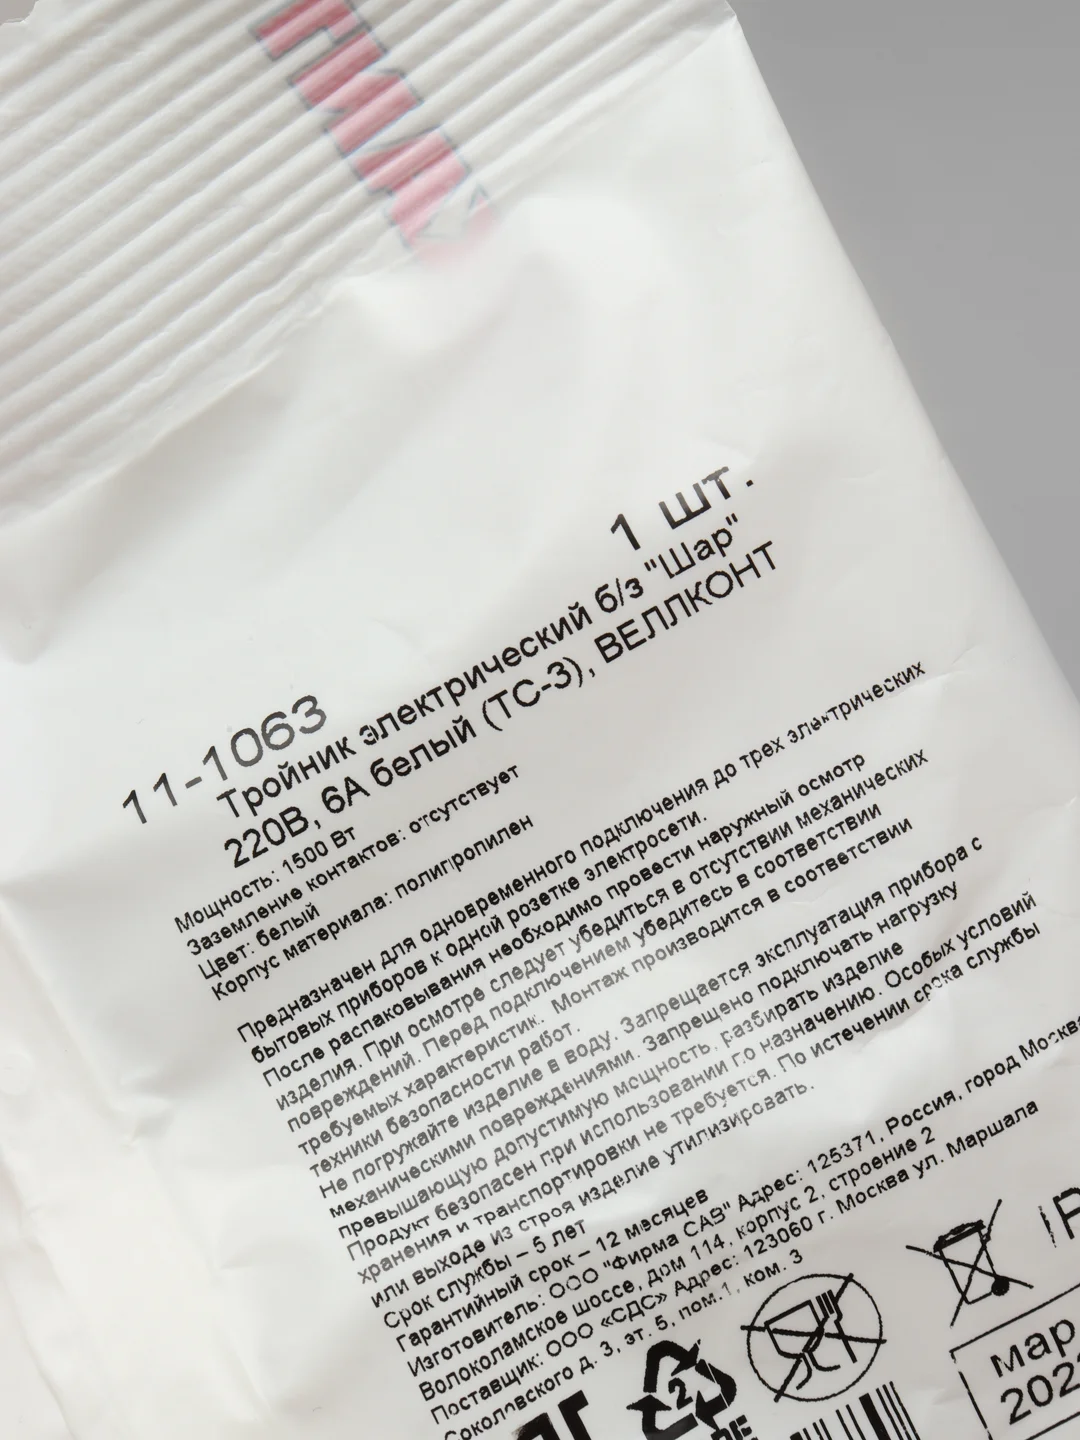 1 шт.
11-1063
Тройник электрический б/з "Шар"
220В, 6А белый (ТС-3), ВЕЛЛКОНТ
Мощность: 1500 Вт
Заземление контактов: отсутствует
Цвет: белый
Корпус материала: полипропилен
Предназначен для одновременного подключения до трех электрических
бытовых приборов к одной розетке электросети.
После распаковывания необходимо провести наружный осмотр
изделия. При осмотре следует убедиться в отсутствии механических
повреждений. Перед подключением убедитесь в соответствии
требуемых характеристик. Монтаж производится в соответствии
техники безопасности работ.
Не погружайте изделие в воду. Запрещается эксплуатация прибора с
механическими повреждениями. Запрещено подключать нагрузку
превышающую допустимую мощность, разбирать изделие
Продукт безопасен при использовании по назначению. Особых условий
хранения и транспортировки не требуется. По истечении срока службы
или выходе из строя изделие утилизировать.
Срок службы – 5 лет
Гарантийный срок – 12 месяцев
Изготовитель: ООО "Фирма САВ" Адрес: 125371, Россия, город Москва
Волоколамское шоссе, дом 114, корпус 2, строение 2
Поставщик: ООО «СДС» Адрес: 123060 г. Москва ул. Маршала
Соколовского д. 3, эт. 5, пом.1, ком. 3
2
PE
мар